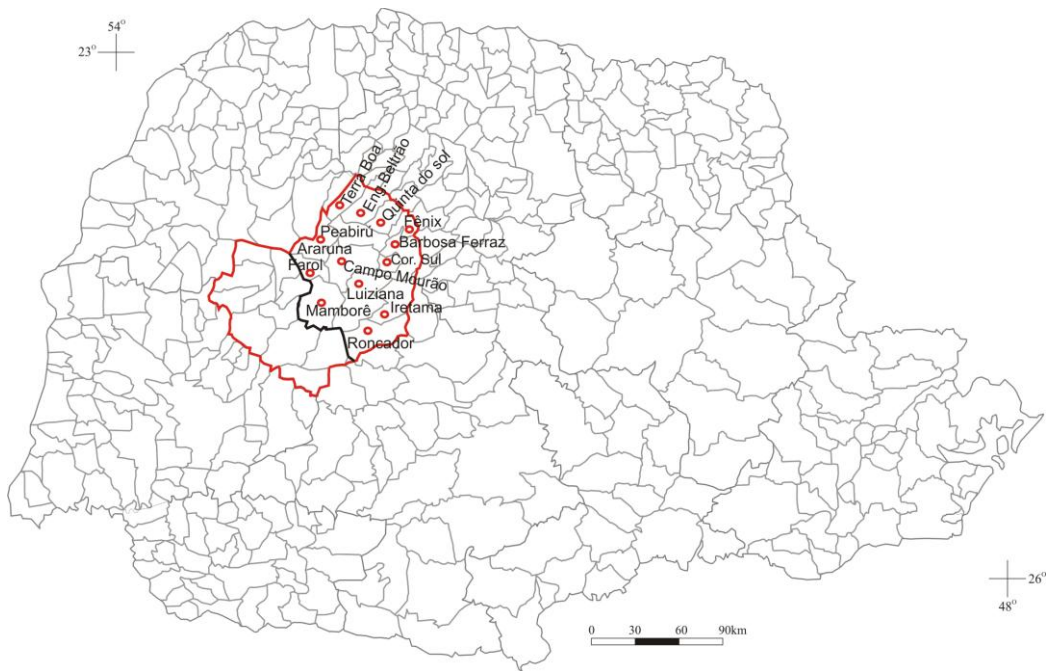 54°
23°
Terra Boa
Eng.Beltrão
Quinta do sol
Fênix
Peabirú
Barbosa Ferraz
Araruna
Cor. Sul
Farol
Campo Mourão
Luiziana
Mamborê
Iretama
Roncador
26°
48°
0 30 60 90km